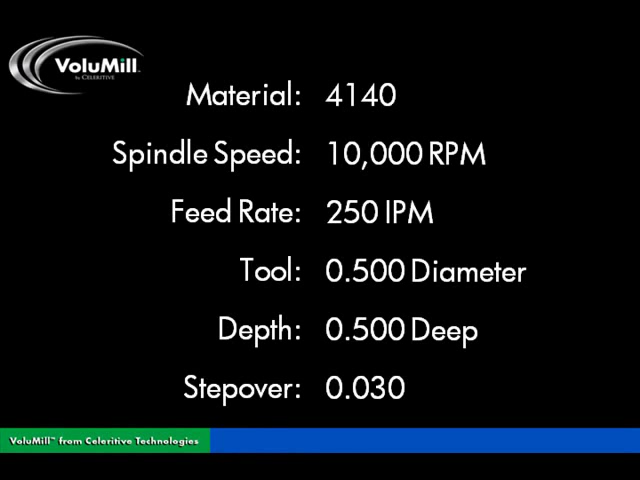 VoluMill™
by CELERITIVE
Material: 4140
Spindle Speed: 10,000 RPM
Feed Rate: 250 IPM
Tool: 0.500 Diameter
Depth: 0.500 Deep
Stepover: 0.030
VoluMill™ from Celeritive Technologies